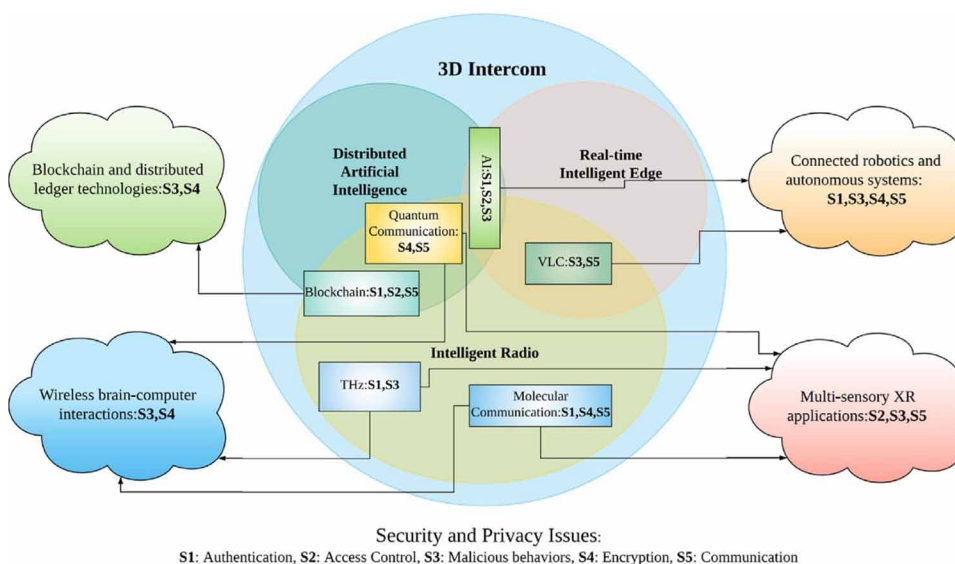 3D Intercom
Distributed
Artificial
Intelligence
Real-time
Intelligent Edge
AI:S1,S2,S3
Blockchain and distributed
ledger technologies:S3,S4
Connected robotics and
autonomous systems:
S1,S3,S4,S5
Quantum
Communication:
S4,S5
VLC:S3,S5
Blockchain:S1,S2,S5
Intelligent Radio
THz:S1,S3
Molecular
Communication:S1,S4,S5
Wireless brain-computer
interactions:S3,S4
Multi-sensory XR
applications:S2,S3,S5
Security and Privacy Issues:
S1: Authentication, S2: Access Control, S3: Malicious behaviors, S4: Encryption, S5: Communication